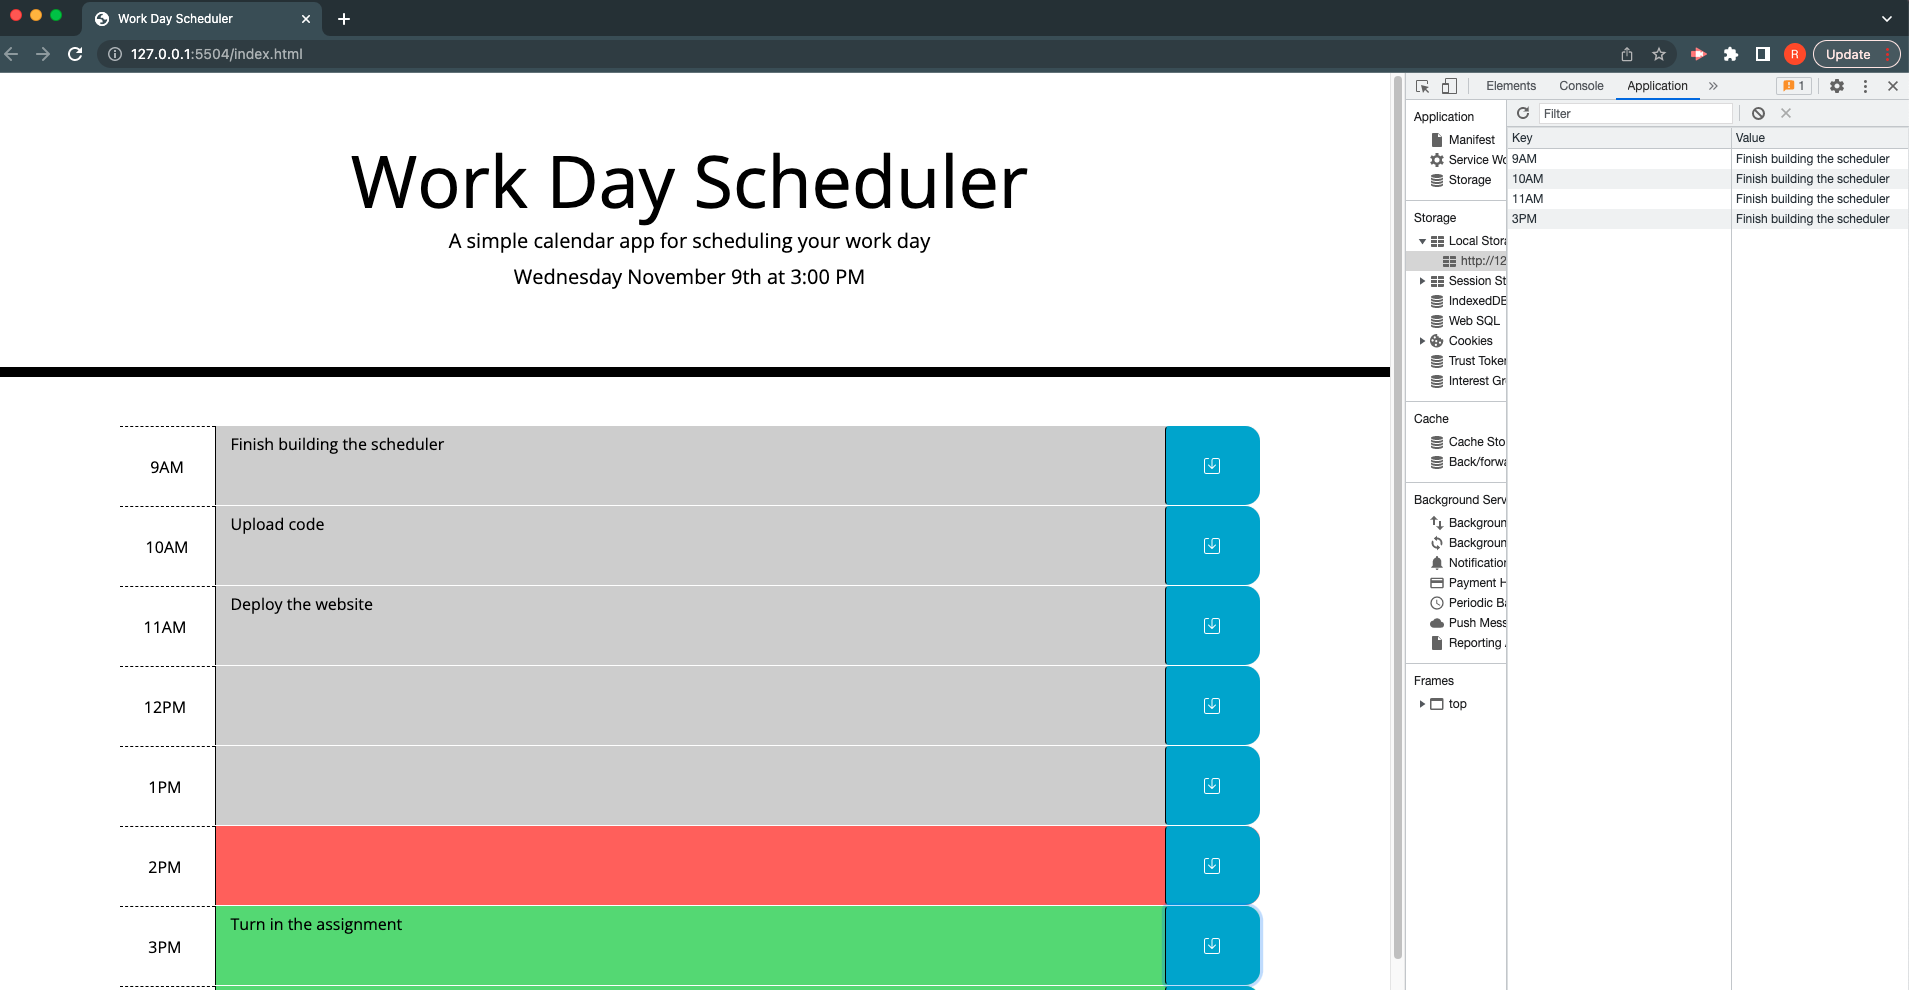 Work Day Scheduler
127.0.0.1:5504/index.html
R
Update
Work Day Scheduler
A simple calendar app for scheduling your work day
Wednesday November 9th at 3:00 PM
9AM
Finish building the scheduler
10AM
Upload code
11AM
Deploy the website
12PM
1PM
2PM
3PM
Turn in the assignment
Elements Console Application » 1
Application
Manifest
Service Wo
Storage
Storage
Local Stora
http://12
Session St
IndexedDB
Web SQL
Cookies
Trust Token
Interest Gr
Cache
Cache Sto
Back/forwa
Background Serv
Backgroun
Backgroun
Notification
Payment H
Periodic Ba
Push Mess
Reporting
Frames
top
Filter
Key Value
9AM Finish building the scheduler
10AM Finish building the scheduler
11AM Finish building the scheduler
3PM Finish building the scheduler